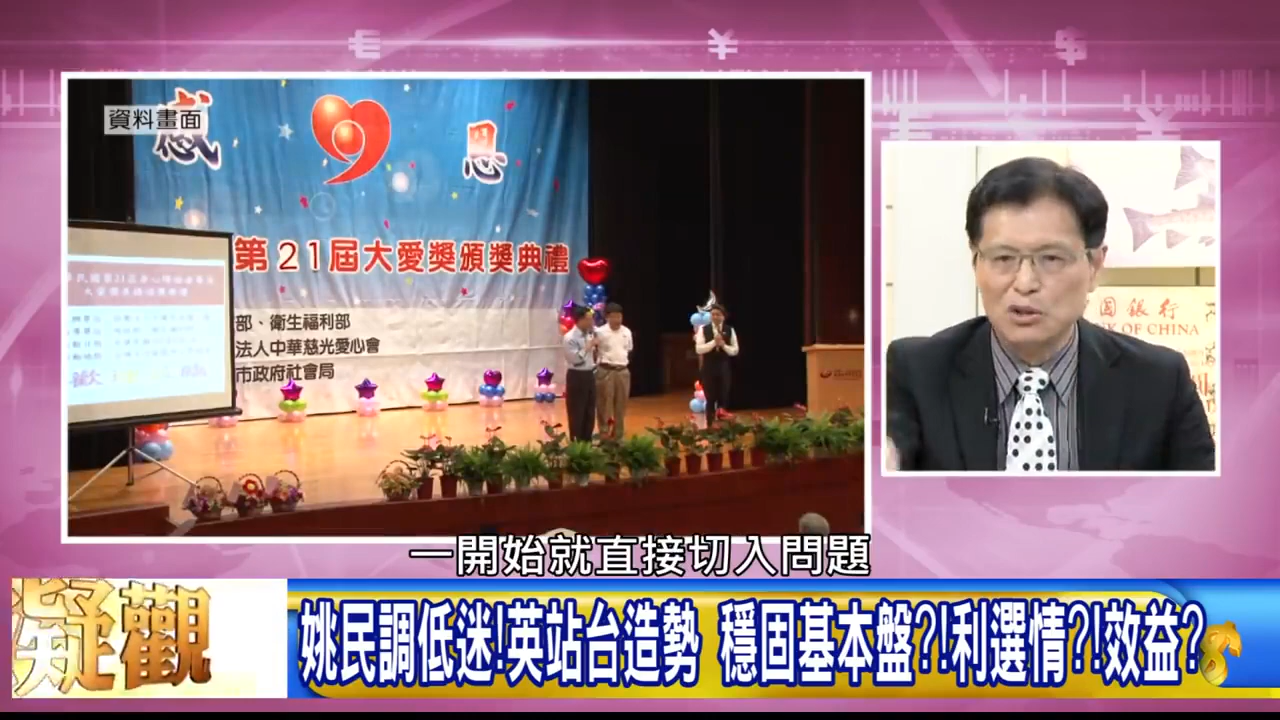 資料畫面
感 恩
第21屆大愛獎頒獎典禮
部、衛生福利部
法人中華慈光愛心會
市政府社會局
國銀行
OF CHINA
一開始就直接切入問題
疑觀
姚民調低迷!英站台造勢 穩固基本盤?!利選情?!效益?